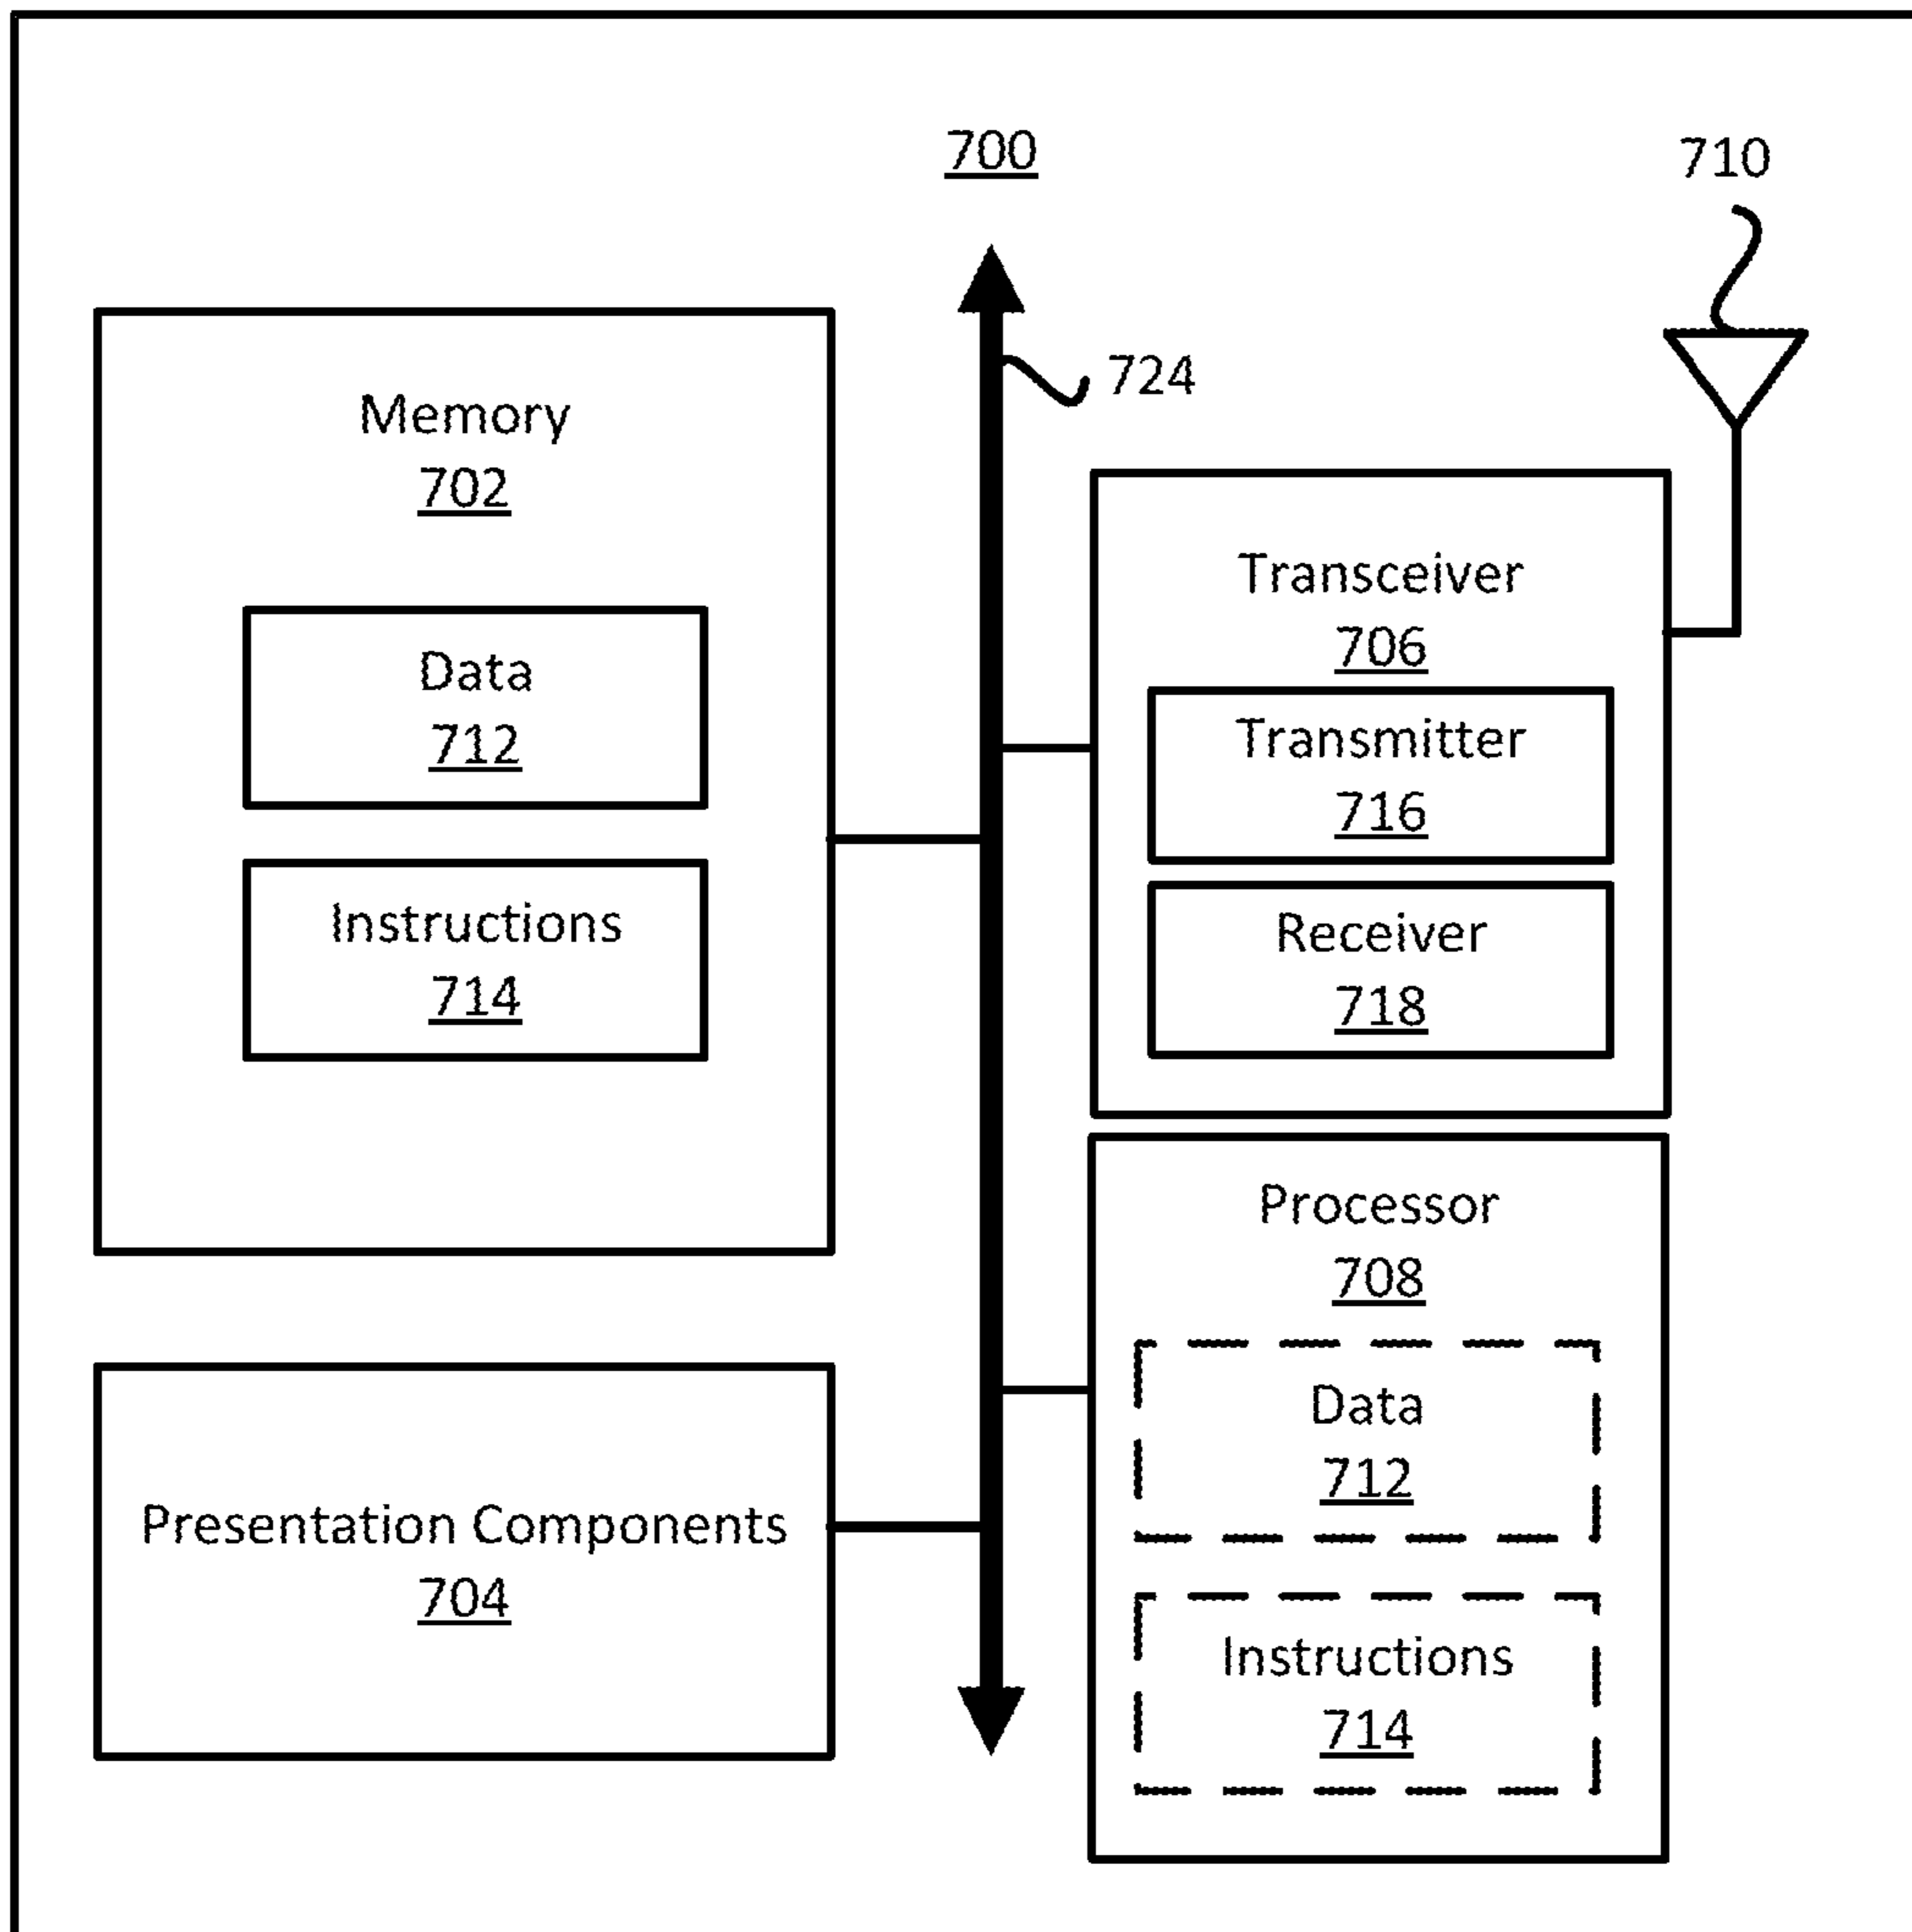 700
710
724
Memory
702
Data
712
Instructions
714
Transceiver
706
Transmitter
716
Receiver
718
Presentation Components
704
Processor
708
Data
712
Instructions
714